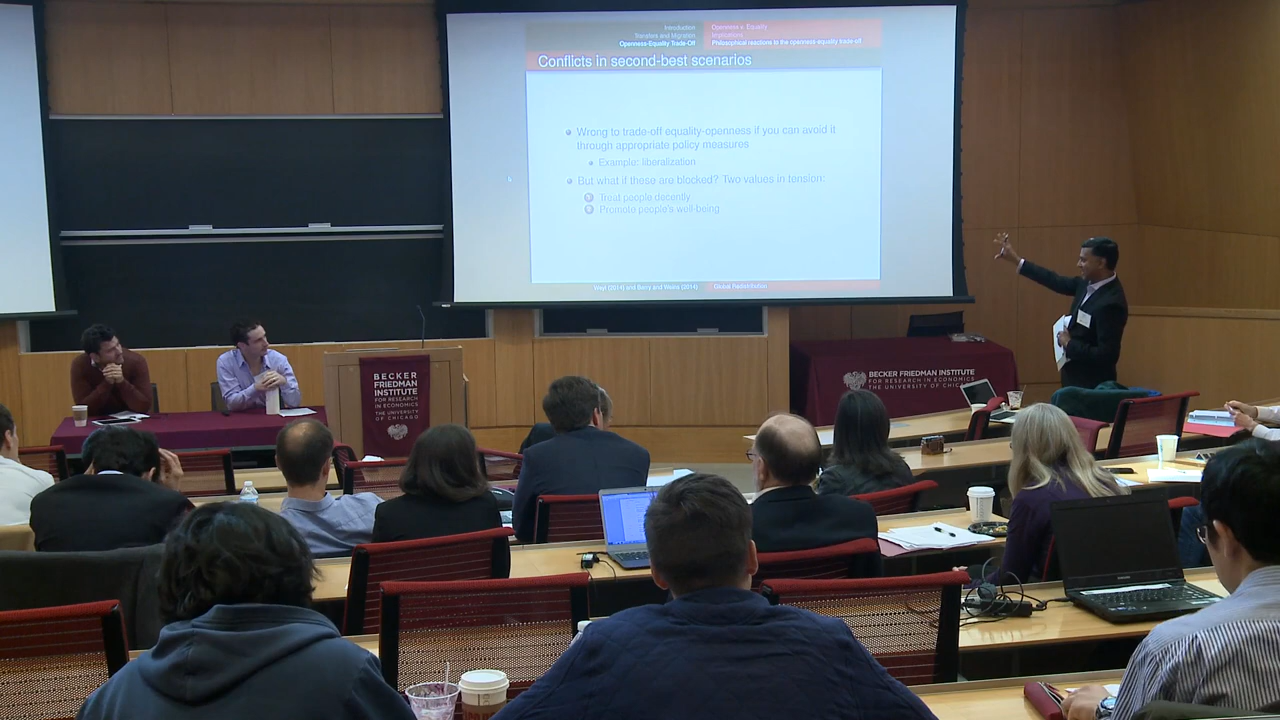 Introduction
Transfers and Migration
Openness-Equality Trade-Off
Openness v. Equality
Implications
Philosophical reactions to the openness-equality trade-off
Conflicts in second-best scenarios
Wrong to trade-off equality-openness if you can avoid it
through appropriate policy measures
Example: liberalization
But what if these are blocked? Two values in tension:
Treat people decently
Promote people's well-being
Weyl (2014) and Barry and
Global Redistribution
BECKER
FRIEDMAN
INSTITUTE
FOR RESEARCH
IN ECONOMICS
THE UNIVERSITY
OF CHICAGO
BECKER FRIEDMAN INSTITUTE
FOR RESEARCH IN ECONOMICS
THE UNIVERSITY OF CHICAGO